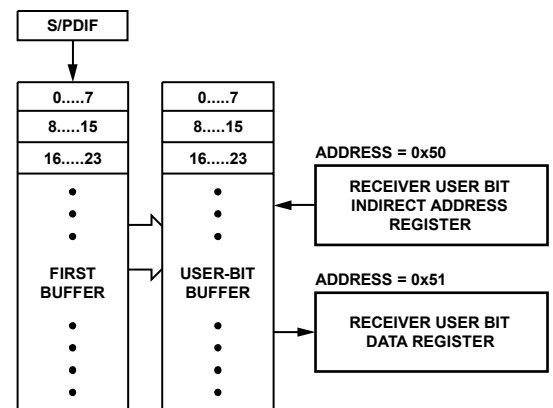 S/PDIF
0.....7
8.....15
16.....23
FIRST
BUFFER
0.....7
8.....15
16.....23
USER-BIT
BUFFER
ADDRESS = 0x50
RECEIVER USER BIT
INDIRECT ADDRESS
REGISTER
ADDRESS = 0x51
RECEIVER USER BIT
DATA REGISTER